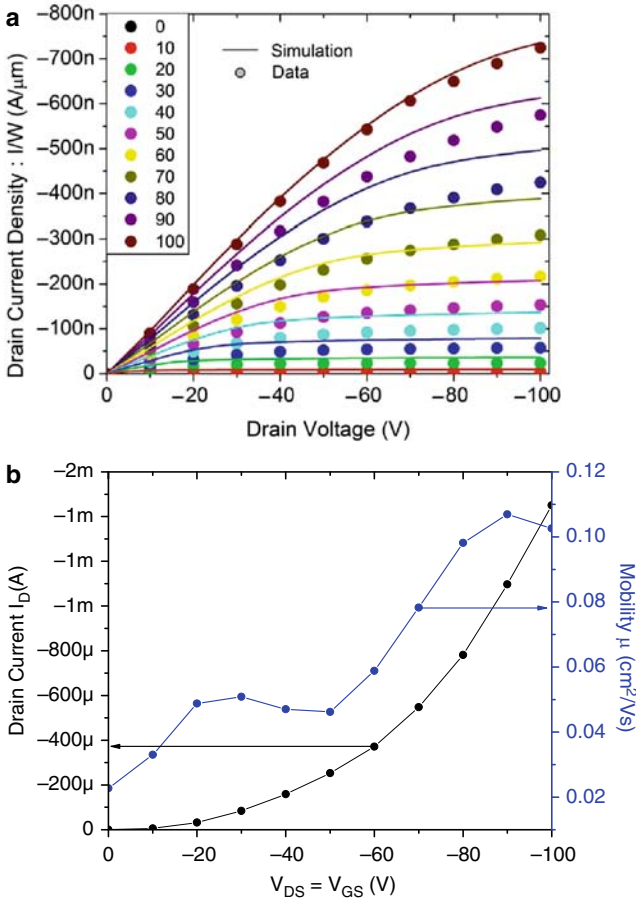 a
–800n
–700n
–600n
–500n
–400n
–300n
–200n
–100n
0
Drain Current Density : I/W (A/µm)
0
10
20
30
40
50
60
70
80
90
100
Simulation
Data
0 –20 –40 –60 –80 –100
Drain Voltage (V)
b
–2m
–1m
–1m
–1m
–800µ
–600µ
–400µ
–200µ
0
Drain Current I_D(A)
0.12
0.10
0.08
0.06
0.04
0.02
Mobility µ (cm²/Vs)
0 –20 –40 –60 –80 –100
V_DS = V_GS (V)